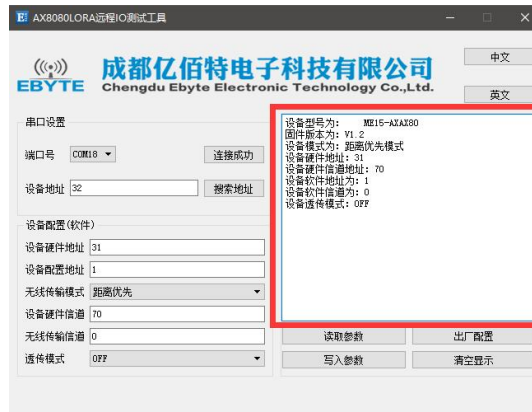 AX8080LORA远程IO测试工具
中文
英文
EBYTE
成都亿佰特电子科技有限公司
Chengdu Ebyte Electronic Technology Co.,Ltd.
串口设置
端口号 COM18 连接成功
设备地址 32 搜索地址
设备型号为: ME15-AXAX80
固件版本为: V1.2
设备模式为: 距离优先模式
设备硬件地址: 31
设备硬件信道地址: 70
设备软件地址为: 1
设备软件信道为: 0
设备透传模式: OFF
设备配置(软件)
设备硬件地址 31
设备配置地址 1
无线传输模式 距离优先
设备硬件信道 70
无线传输信道 0
透传模式 OFF
读取参数 出厂配置
写入参数 清空显示